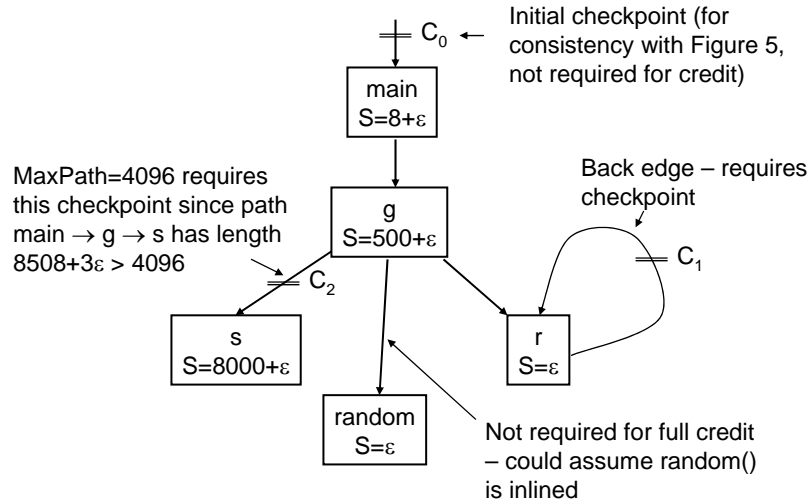 Initial checkpoint (for
consistency with Figure 5,
not required for credit)
C0
main
S=8+ε
MaxPath=4096 requires
this checkpoint since path
main → g → s has length
8508+3ε > 4096
Back edge – requires
checkpoint
g
S=500+ε
C1
C2
s
S=8000+ε
r
S=ε
random
S=ε
Not required for full credit
– could assume random()
is inlined